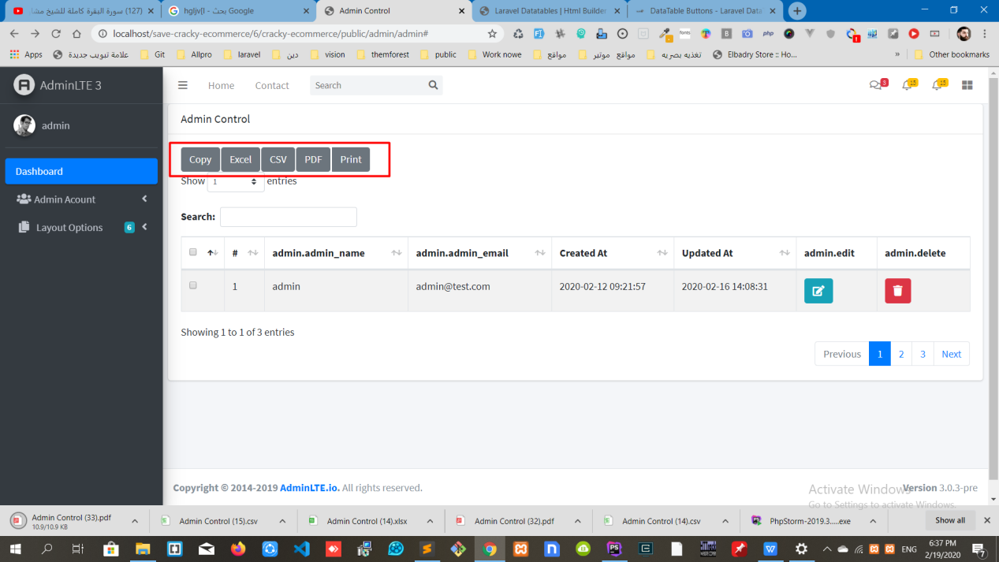 (127) سورة البقرة كاملة للشيخ مشا
hgljv[l - بحث Google
Admin Control
Laravel Datatables | Html Builder
DataTable Buttons - Laravel Data
localhost/save-cracky-ecommerce/6/cracky-ecommerce/public/admin/admin#
Apps
علامة تبويب جديدة
Git
Allpro
laravel
دين
vision
themforest
public
Work nowe
مواقع
مواقع موتير
تغذيه بصريه
Elbadry Store :: Ho...
»
Other bookmarks
AdminLTE 3
Home
Contact
Search
3
15
15
admin
Admin Control
Copy
Excel
CSV
PDF
Print
Dashboard
Show 1 entries
Admin Acount
Search:
Layout Options
6
# admin.admin_name admin.admin_email Created At Updated At admin.edit admin.delete
1 admin admin@test.com 2020-02-12 09:21:57 2020-02-16 14:08:31
Showing 1 to 1 of 3 entries
Previous 1 2 3 Next
Copyright © 2014-2019 AdminLTE.io. All rights reserved.
Version 3.0.3-pre
Activate Windows
Go to Settings to activate Windows.
Admin Control (33).pdf
10.9/10.9 KB
Admin Control (15).csv
Admin Control (14).xlsx
Admin Control (32).pdf
Admin Control (14).csv
PhpStorm-2019.3.....exe
Show all
ENG
6:37 PM
2/19/2020
7